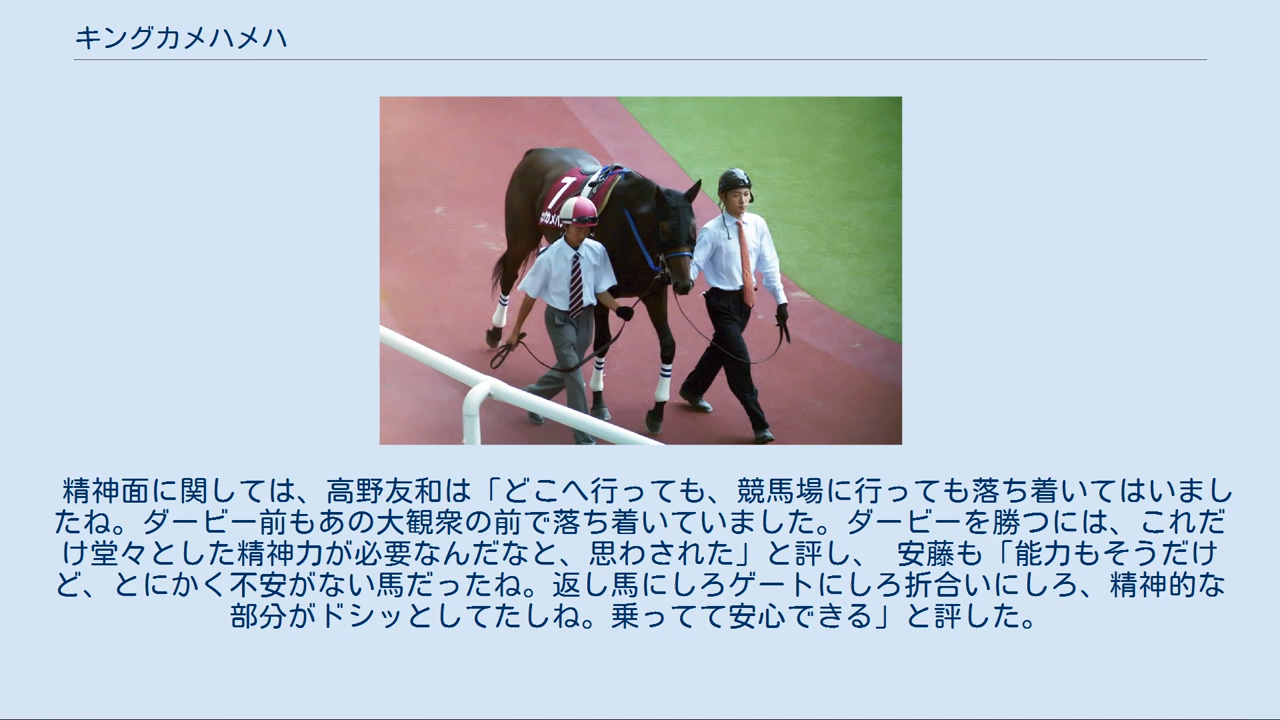 キングカメハメハ
7
精神面に関しては、高野友和は「どこへ行っても、競馬場に行っても落ち着いてはいまし
たね。ダービー前もあの大観衆の前で落ち着いていました。ダービーを勝つには、これだ
け堂々とした精神力が必要なんだなと、思わされた」と評し、 安藤も「能力もそうだけ
ど、とにかく不安がない馬だったね。返し馬にしろゲートにしろ折合いにしろ、精神的な
部分がドシッとしてたしね。乗ってて安心できる」と評した。